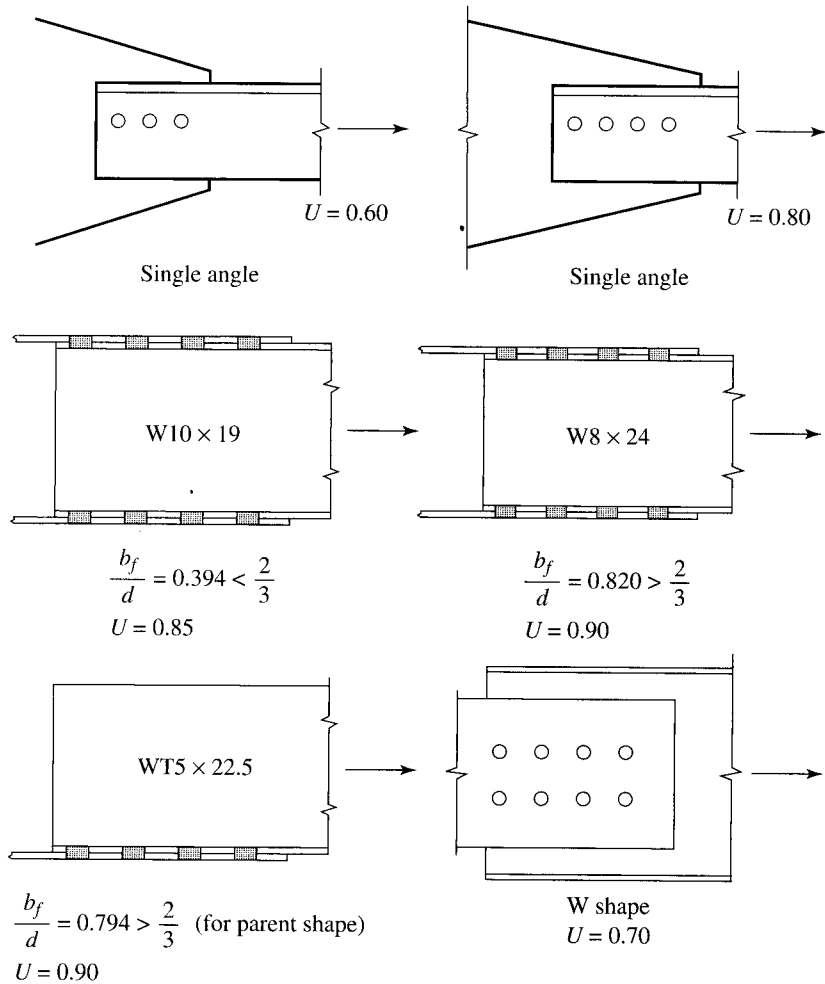 U = 0.60
Single angle
U = 0.80
Single angle
W10 × 19
W8 × 24
b_f/d = 0.394 < 2/3
U = 0.85
b_f/d = 0.820 > 2/3
U = 0.90
WT5 × 22.5
b_f/d = 0.794 > 2/3 (for parent shape)
U = 0.90
W shape
U = 0.70